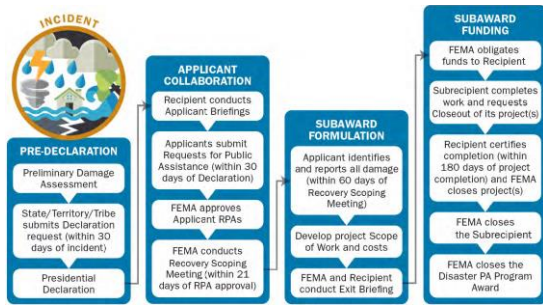 INCIDENT
PRE-DECLARATION
Preliminary Damage
Assessment
State/Territory/Tribe
submits Declaration
request (within 30
days of incident)
Presidential
Declaration
APPLICANT
COLLABORATION
Recipient conducts
Applicant Briefings
Applicants submit
Requests for Public
Assistance (within 30
days of Declaration)
FEMA approves
Applicant RPAs
FEMA conducts
Recovery Scoping
Meeting (within 21
days of RPA approval)
SUBAWARD
FORMULATION
Applicant identifies
and reports all damage
(within 60 days of
Recovery Scoping
Meeting)
Develop project Scope
of Work and costs
FEMA and Recipient
conduct Exit Briefing
SUBAWARD
FUNDING
FEMA obligates
funds to Recipient
Subrecipient completes
work and requests
Closeout of its project(s)
Recipient certifies
completion (within
180 days of project
completion) and FEMA
closes project(s)
FEMA closes
the Subrecipient
FEMA closes the
Disaster PA Program
Award